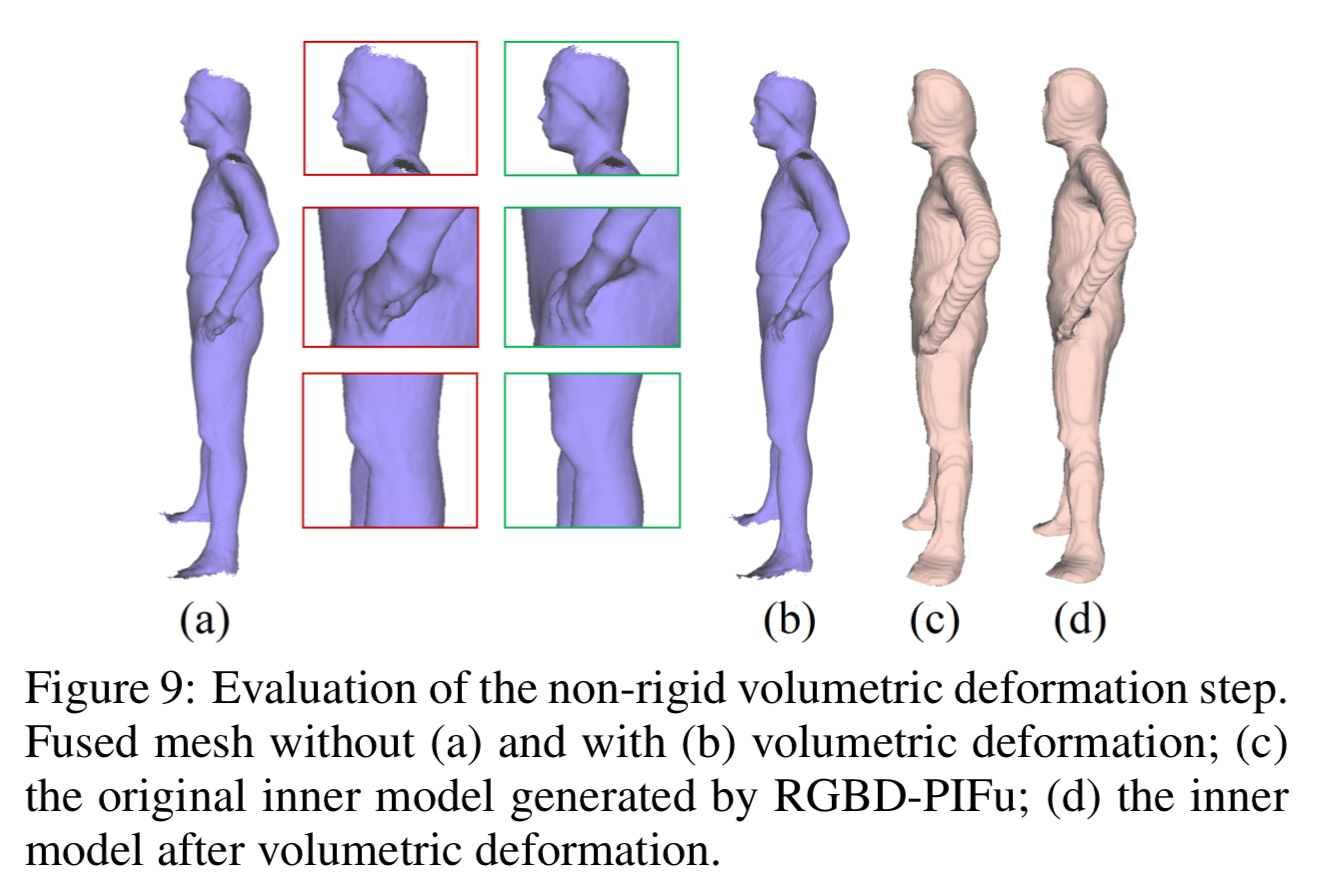 (a) (b) (c) (d)
Figure 9: Evaluation of the non-rigid volumetric deformation step.
Fused mesh without (a) and with (b) volumetric deformation; (c)
the original inner model generated by RGBD-PIFu; (d) the inner
model after volumetric deformation.